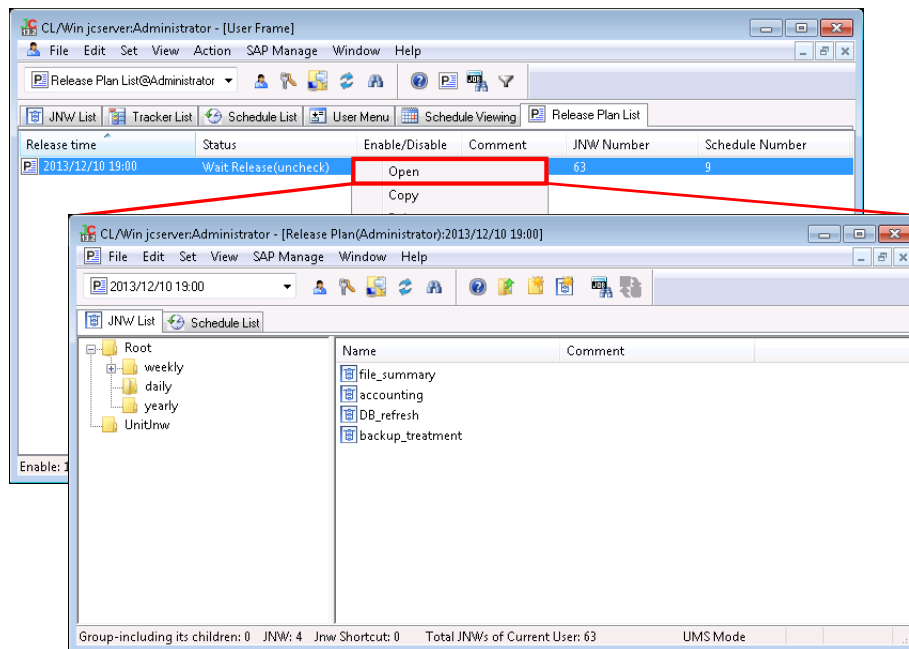 CL/Win jcserver:Administrator - [User Frame]
File Edit Set View Action SAP Manage Window Help
Release Plan List@Administrator
JNW List Tracker List Schedule List User Menu Schedule Viewing Release Plan List
Release time Status Enable/Disable Comment JNW Number Schedule Number
2013/12/10 19:00 Wait Release(uncheck) 63 9
Open
Copy
CL/Win jcserver:Administrator - [Release Plan(Administrator):2013/12/10 19:00]
File Edit Set View SAP Manage Window Help
2013/12/10 19:00
JNW List Schedule List
Root
weekly
daily
yearly
UnitJnw
Name Comment
file_summary
accounting
DB_refresh
backup_treatment
Enable: 1
Group-including its children: 0 JNW: 4 Jnw Shortcut: 0 Total JNWs of Current User: 63 UMS Mode